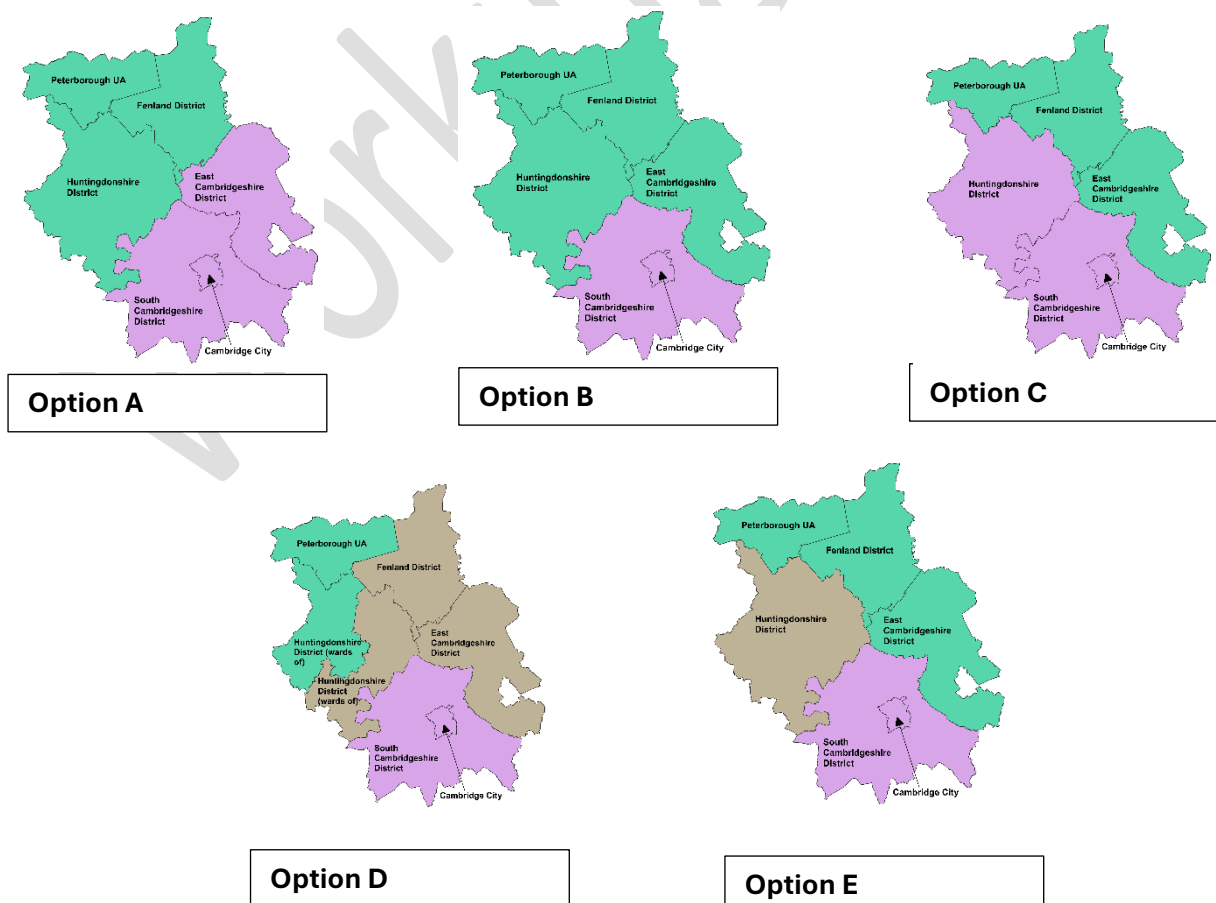 Peterborough UA
Fenland District
Huntingdonshire
District
East
Cambridgeshire
District
South
Cambridgeshire
District
Cambridge City
Option A
Peterborough UA
Fenland District
Huntingdonshire
District
East
Cambridgeshire
District
South
Cambridgeshire
District
Cambridge City
Option B
Peterborough UA
Fenland District
Huntingdonshire
District
East
Cambridgeshire
District
South
Cambridgeshire
District
Cambridge City
Option C
Peterborough UA
Fenland District
Huntingdonshire
District (wards
of)
East
Cambridgeshire
District
Huntingdonshire
District
(wards of)
South
Cambridgeshire
District
Cambridge City
Option D
Peterborough UA
Fenland District
Huntingdonshire
District
East
Cambridgeshire
District
South
Cambridgeshire
District
Cambridge City
Option E